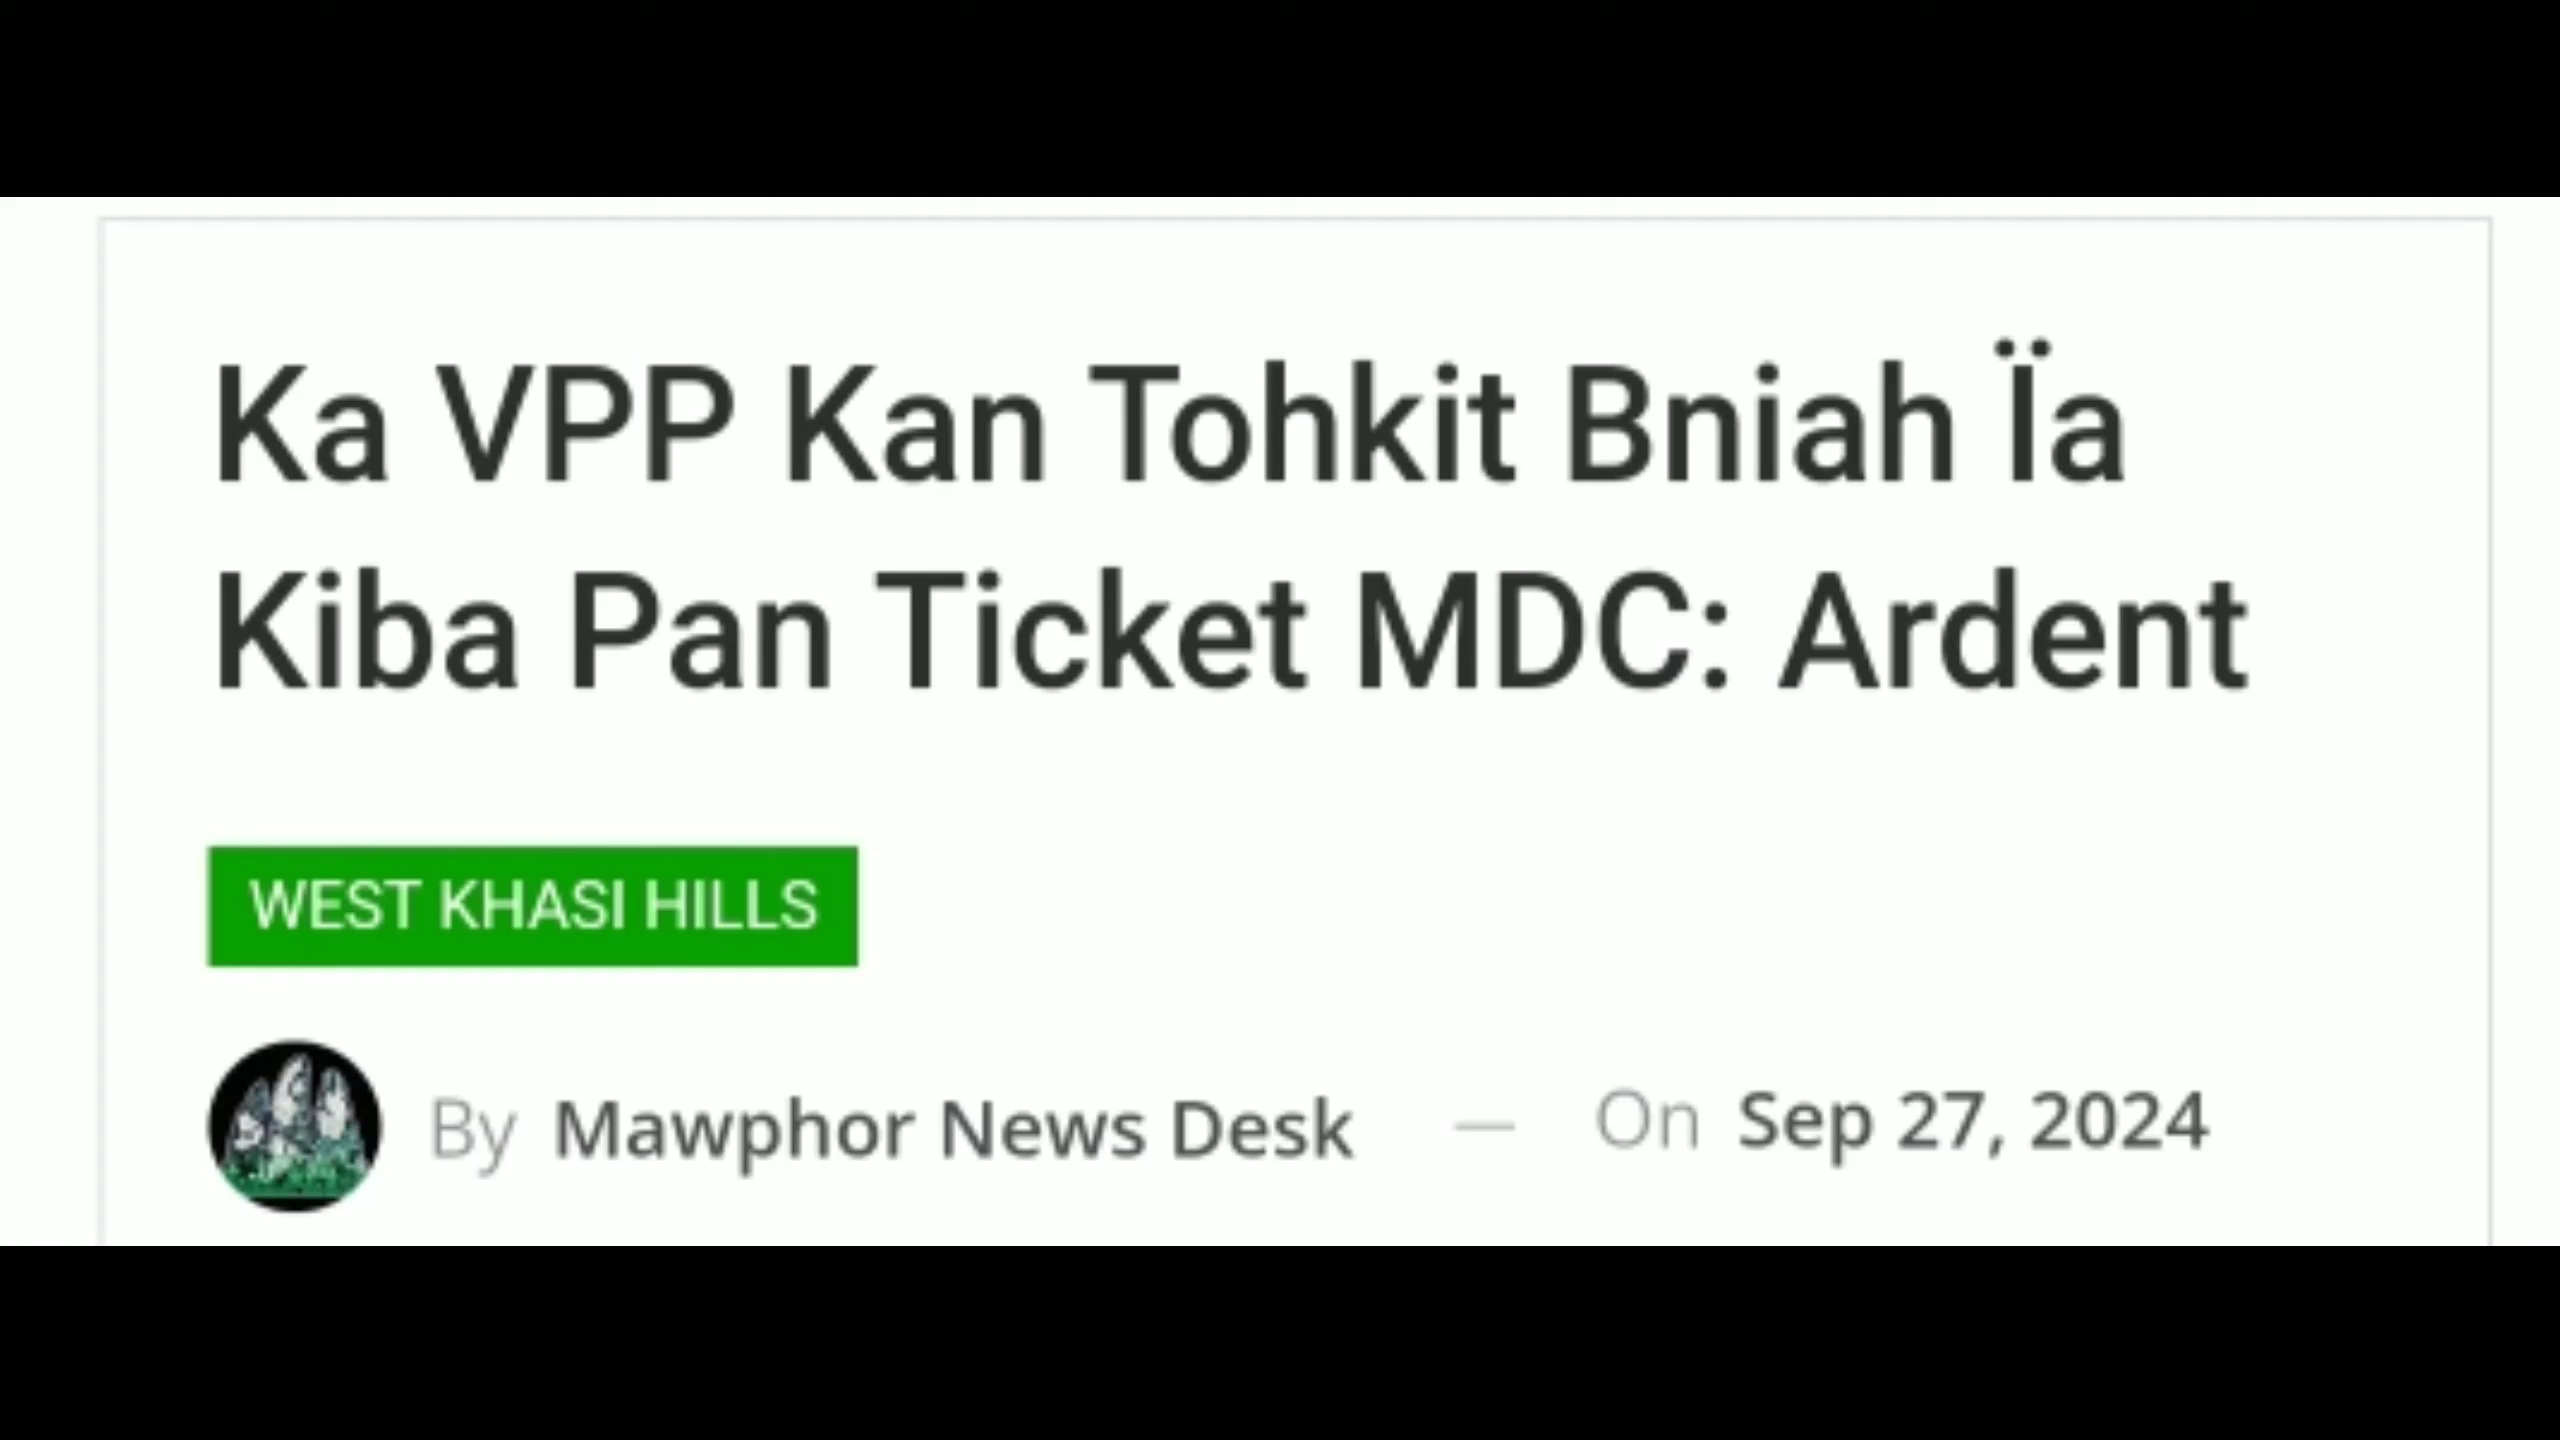 Ka VPP Kan Tohkit Bniah Ïa
Kiba Pan Ticket MDC: Ardent
WEST KHASI HILLS
By Mawphor News Desk — On Sep 27, 2024